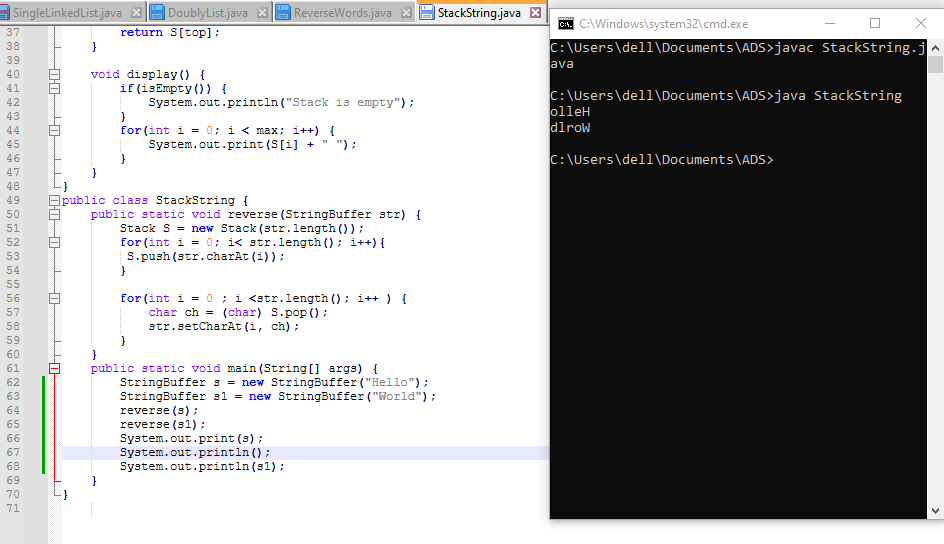 SingleLinkedList.java DoublyList.java ReverseWords.java StackString.java
37 return S[top];
38 }
39
40 void display() {
41 if(isEmpty()) {
42 System.out.println("Stack is empty");
43 }
44 for(int i = 0; i < max; i++) {
45 System.out.print(S[i] + " ");
46 }
47 }
48 }
49 public class StackString {
50 public static void reverse(StringBuffer str) {
51 Stack S = new Stack(str.length());
52 for(int i = 0; i< str.length(); i++){
53 S.push(str.charAt(i));
54 }
55
56 for(int i = 0 ; i <str.length(); i++ ) {
57 char ch = (char) S.pop();
58 str.setCharAt(i, ch);
59 }
60 }
61 public static void main(String[] args) {
62 StringBuffer s = new StringBuffer("Hello");
63 StringBuffer s1 = new StringBuffer("World");
64 reverse(s);
65 reverse(s1);
66 System.out.print(s);
67 System.out.println();
68 System.out.println(s1);
69 }
70 }
71
C:\Windows\system32\cmd.exe
C:\Users\dell\Documents\ADS>javac StackString.j
ava
C:\Users\dell\Documents\ADS>java StackString
olleH
dlroW
C:\Users\dell\Documents\ADS>